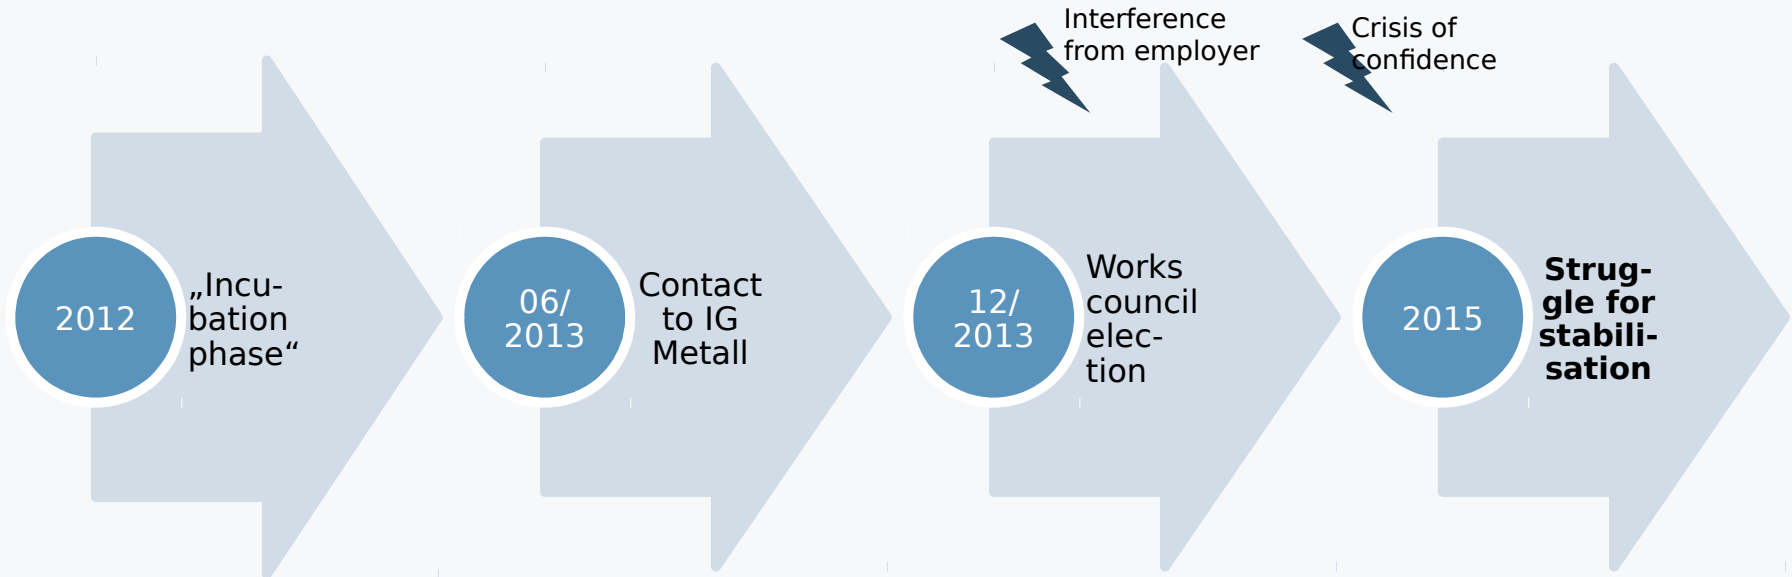 Interference
from employer
Crisis of
confidence
2012
„Incu-
bation
phase“
06/
2013
Contact
to IG
Metall
12/
2013
Works
council
elec-
tion
2015
Strug-
gle for
stabili-
sation